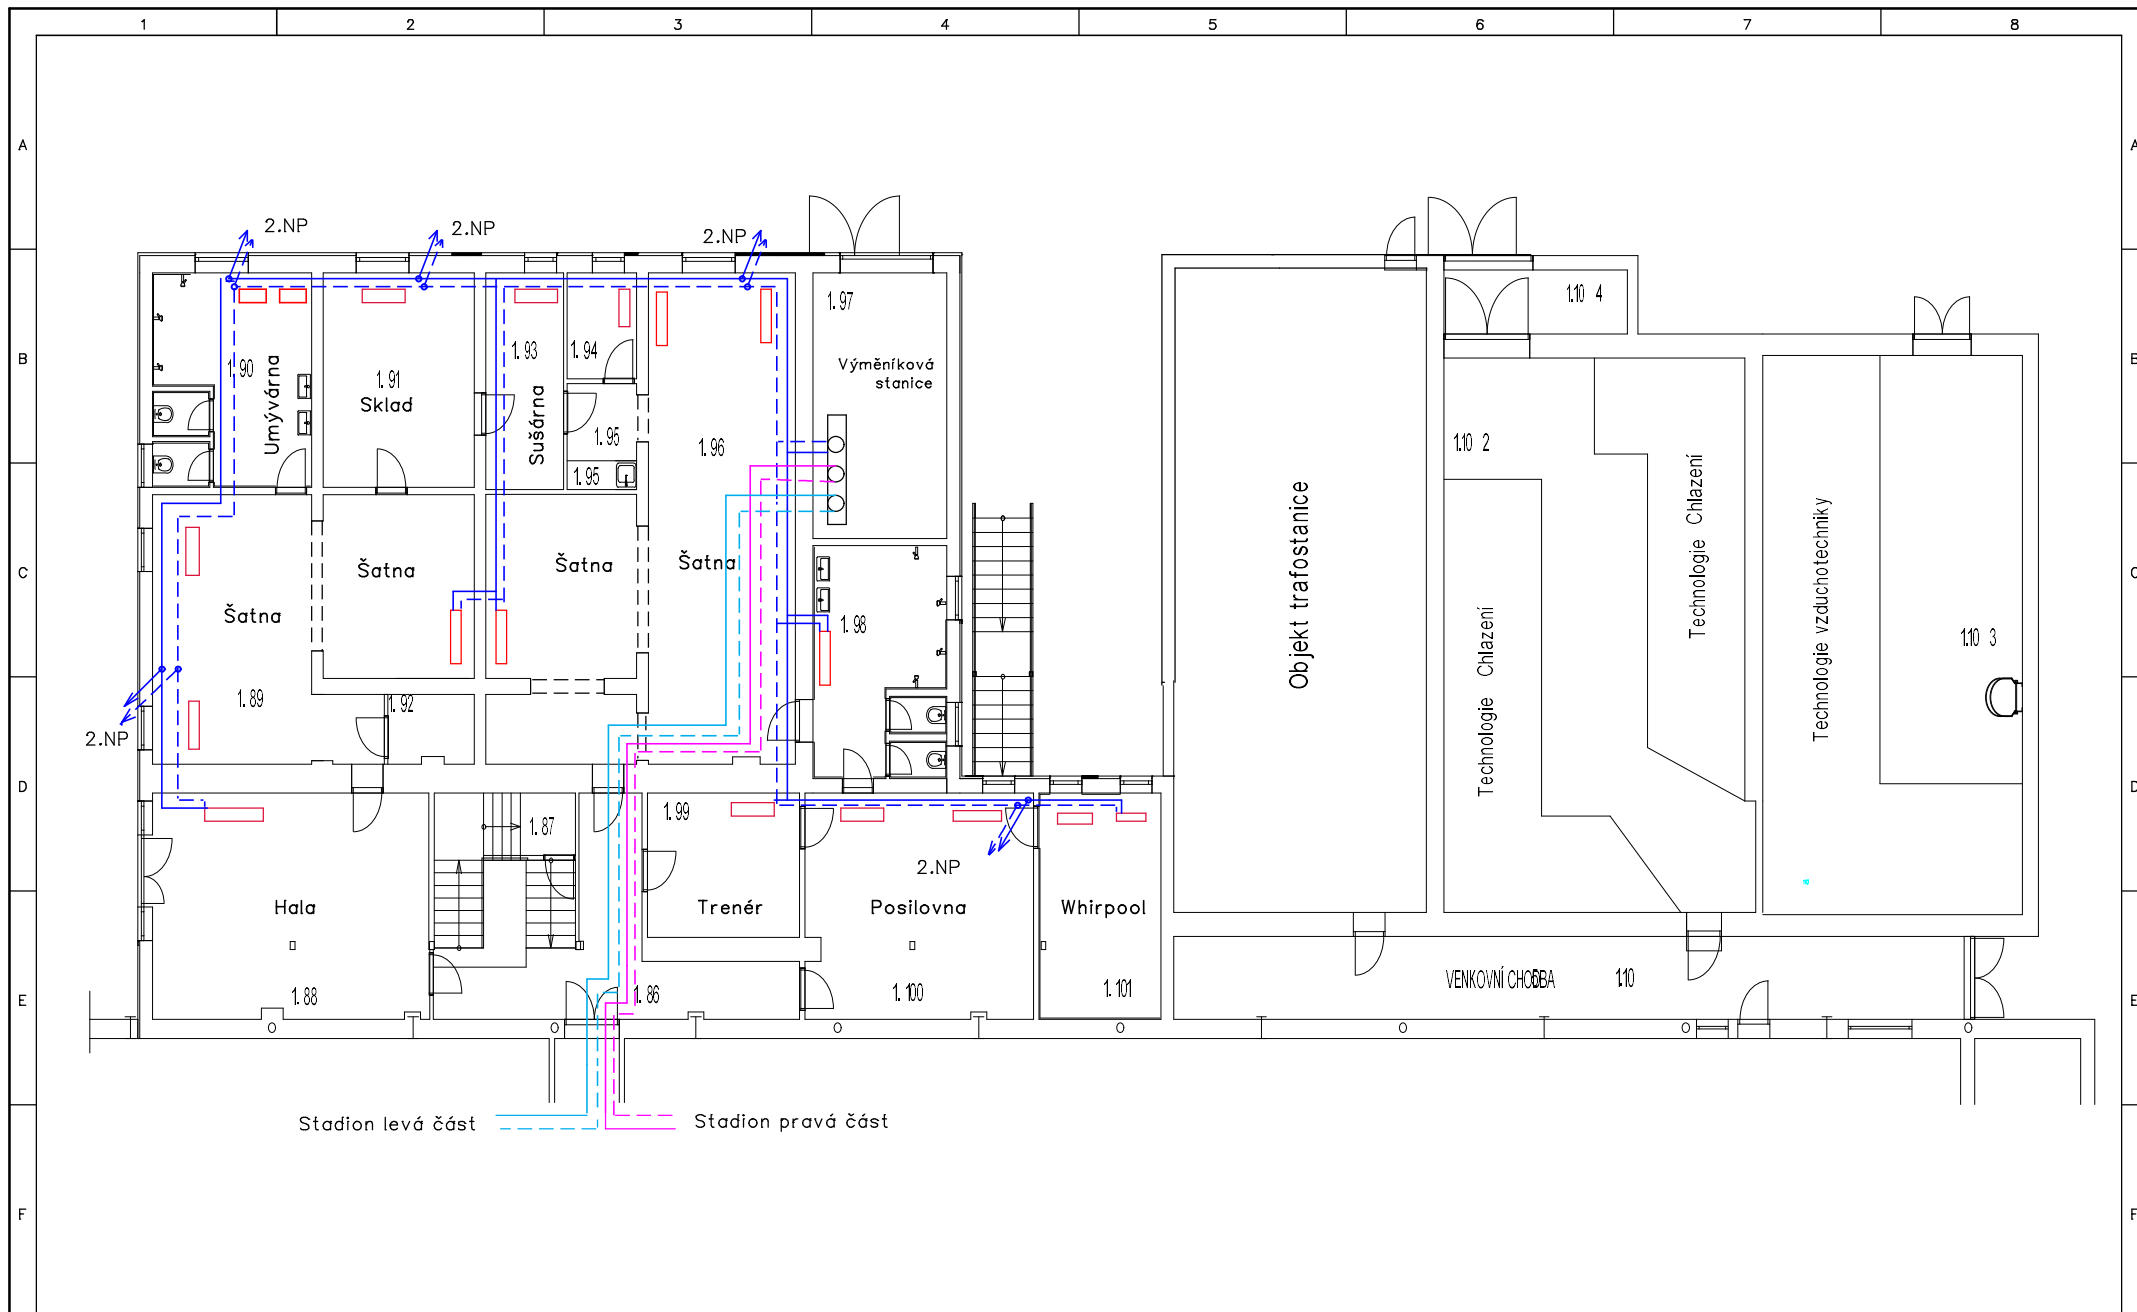 1 2 3 4 5 6 7 8
A A
2.NP 2.NP 2.NP
1.97
1.10 4
B B
1.90 1.91 1.93 1.94
Umývárna
Sklad
Sušárna
Výměníková
stanice
1.95 1.96
1.95
1.10 2
Technologie Chlazení
Objekt trafostanice
Technologie vzduchotechniky
C C
Šatna Šatna Šatna
Šatna
1.98
1.10 3
Technologie Chlazení
1.89 1.92
2.NP
D D
1.87 1.99
2.NP
Hala Trenér Posilovna Whirpool
1.88 1.86 1.100 1.101
VENKOVNÍ CHODBA 1.10
E E
Stadion levá část Stadion pravá část
F F